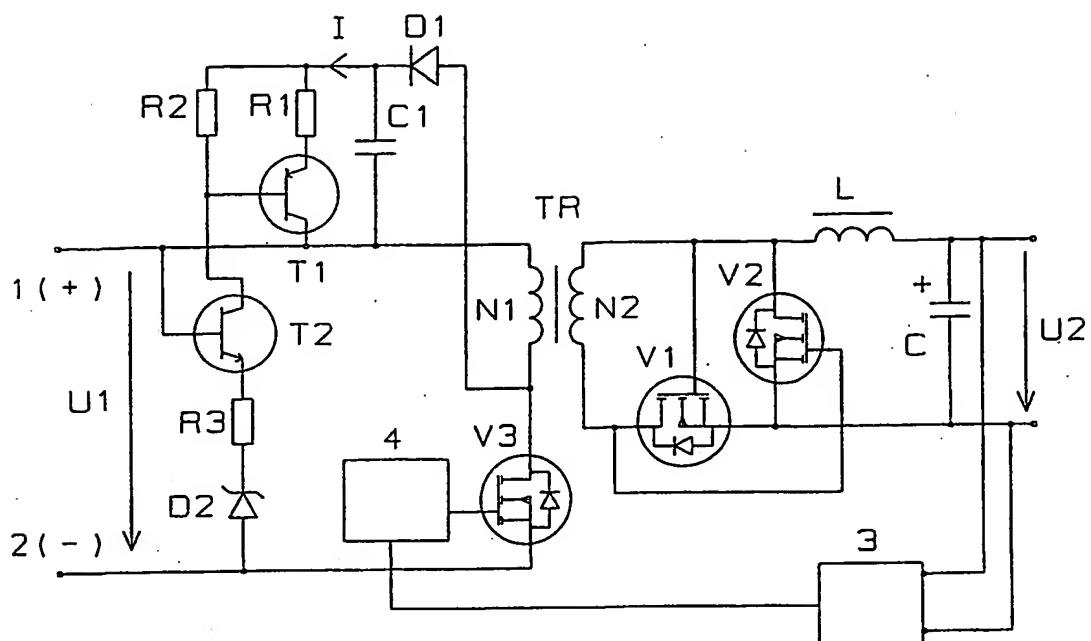 I
D1
R2
R1
C1
TR
L
T1
1(+)
N1
N2
V2
+
C
U2
T2
V1
U1
R3
4
V3
D2
2(-)
3